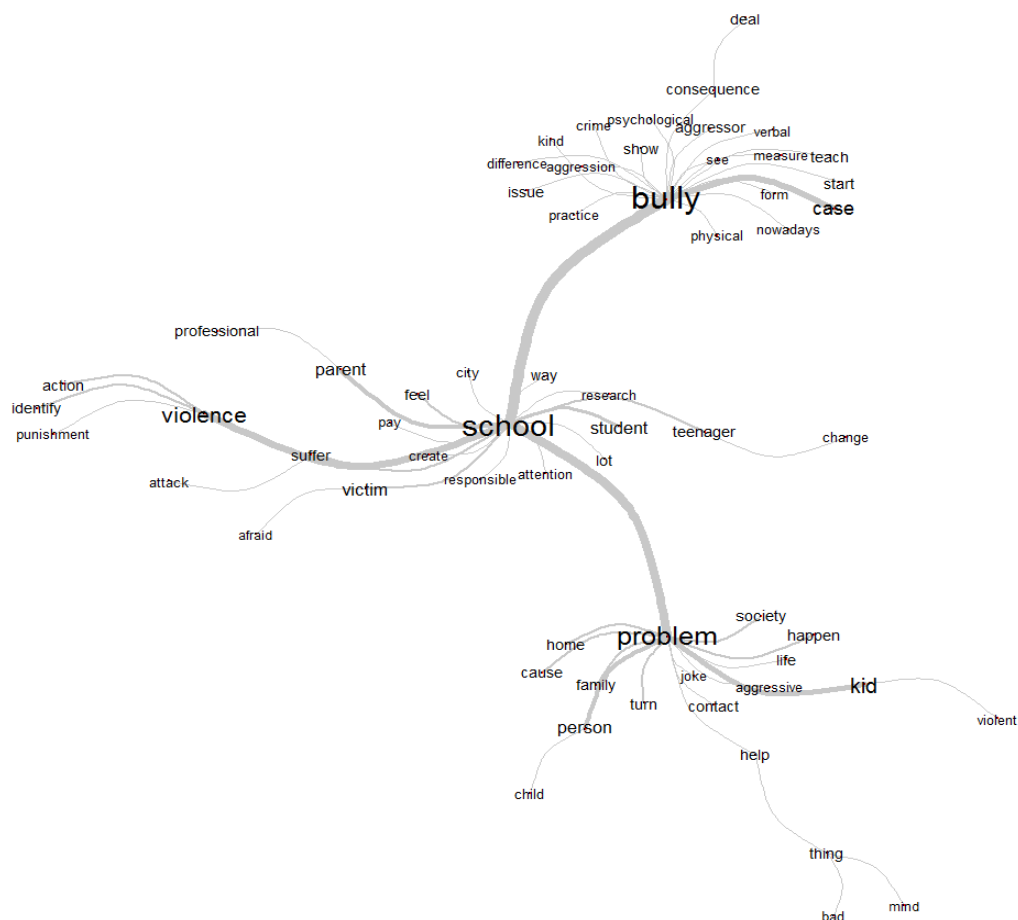 deal
consequence
psychological
crime
aggressor
verbal
kind
show
see
measure
teach
difference
aggression
issue
start
bully
form
case
practice
nowadays
physical
professional
parent
city
way
action
feel
research
identify
violence
pay
school
student
teenager
punishment
change
suffer
create
lot
attack
victim
responsible
attention
afraid
society
problem
happen
home
life
cause
joke
family
aggressive
kid
turn
contact
violent
person
help
child
thing
mind
bad